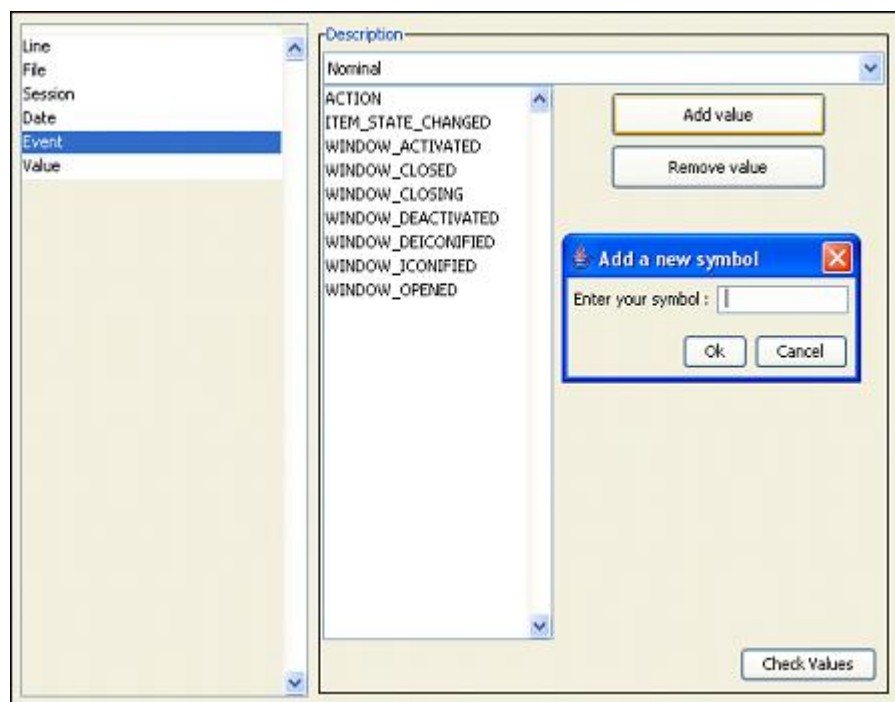 Line
File
Session
Date
Event
Value
Description
Nominal
ACTION
ITEM_STATE_CHANGED
WINDOW_ACTIVATED
WINDOW_CLOSED
WINDOW_CLOSING
WINDOW_DEACTIVATED
WINDOW_DEICONIFIED
WINDOW_ICONIFIED
WINDOW_OPENED
Add value
Remove value
Add a new symbol
Enter your symbol :
Ok Cancel
Check Values